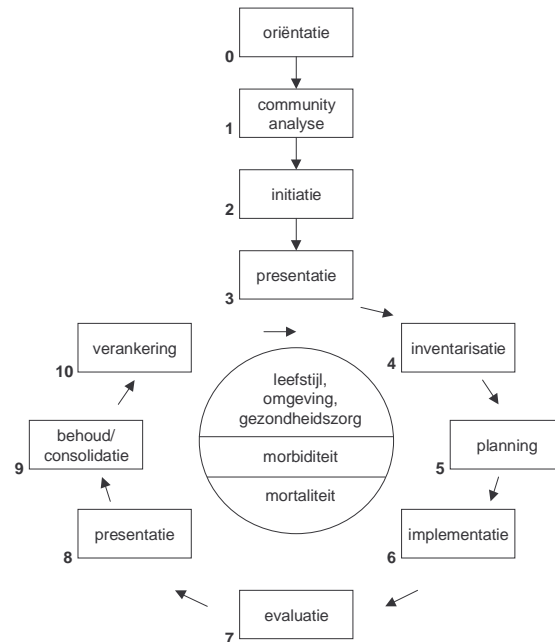 oriëntatie
0
community
analyse
1
initiatie
2
presentatie
3
inventarisatie
4
planning
5
implementatie
6
evaluatie
7
presentatie
8
behoud/
consolidatie
9
verankering
10
leefstijl,
omgeving,
gezondheidszorg
morbiditeit
mortaliteit